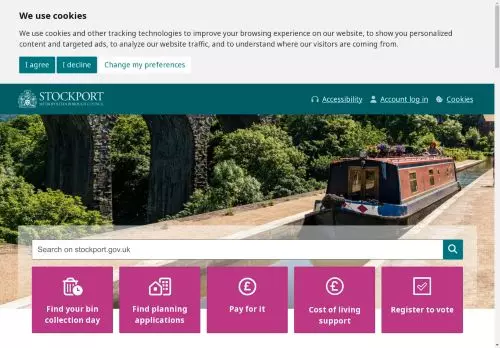 We use cookies
We use cookies and other tracking technologies to improve your browsing experience on our website, to show you personalized
content and targeted ads, to analyze our website traffic, and to understand where our visitors are coming from.
I agree
I decline
Change my preferences
STOCKPORT
METROPOLITAN BOROUGH COUNCIL
Accessibility
Account log in
Cookies
Search on stockport.gov.uk
Find your bin
collection day
Find planning
applications
Pay for it
Cost of living
support
Register to vote